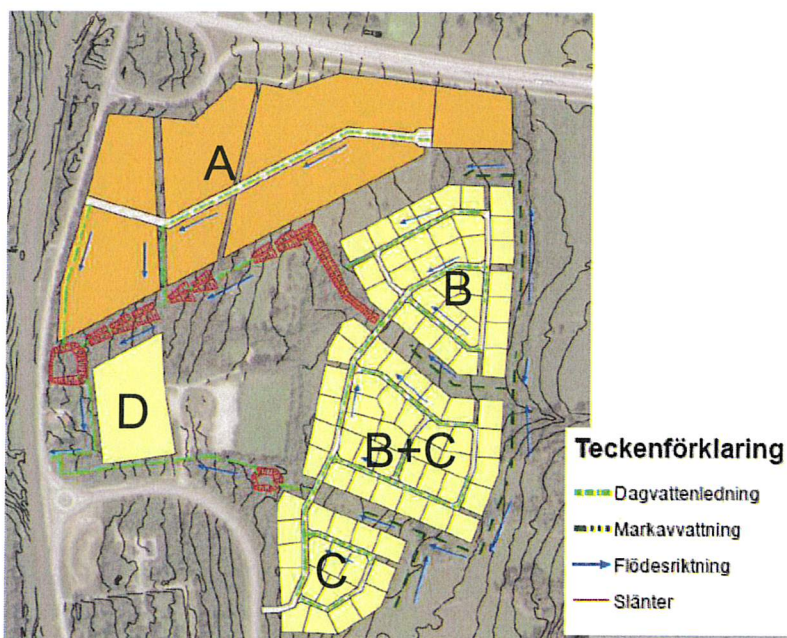 A
B
D
B+C
C
Teckenförklaring
Dagvattenledning
Markavvattning
Flödesriktning
Slänter